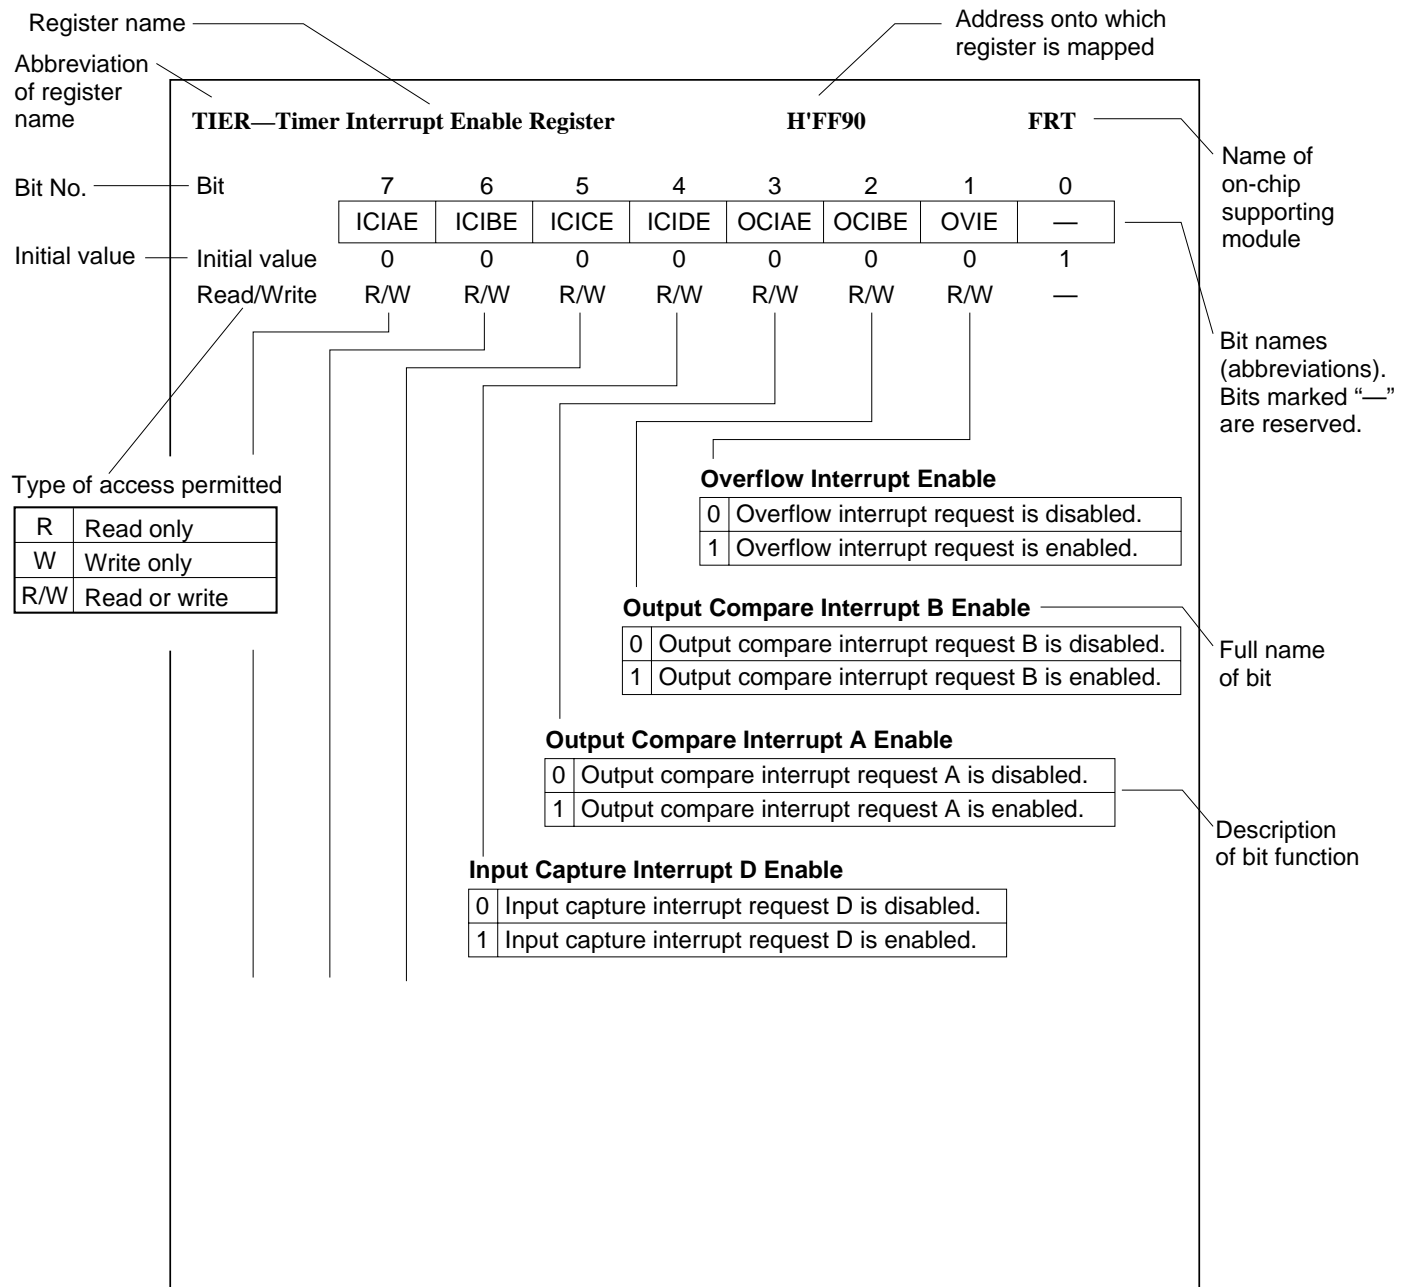 Register name
Address onto which
register is mapped
Abbreviation
of register
name
TIER—Timer Interrupt Enable Register H'FF90 FRT
Name of
on-chip
supporting
module
Bit No.
Bit 7 6 5 4 3 2 1 0
ICIAE ICIBE ICICE ICIDE OCIAE OCIBE OVIE —
Initial value
Initial value 0 0 0 0 0 0 0 1
Read/Write R/W R/W R/W R/W R/W R/W R/W —
Bit names
(abbreviations).
Bits marked “—”
are reserved.
Type of access permitted
R Read only
W Write only
R/W Read or write
Overflow Interrupt Enable
0 Overflow interrupt request is disabled.
1 Overflow interrupt request is enabled.
Output Compare Interrupt B Enable
0 Output compare interrupt request B is disabled.
1 Output compare interrupt request B is enabled.
Full name
of bit
Output Compare Interrupt A Enable
0 Output compare interrupt request A is disabled.
1 Output compare interrupt request A is enabled.
Description
of bit function
Input Capture Interrupt D Enable
0 Input capture interrupt request D is disabled.
1 Input capture interrupt request D is enabled.